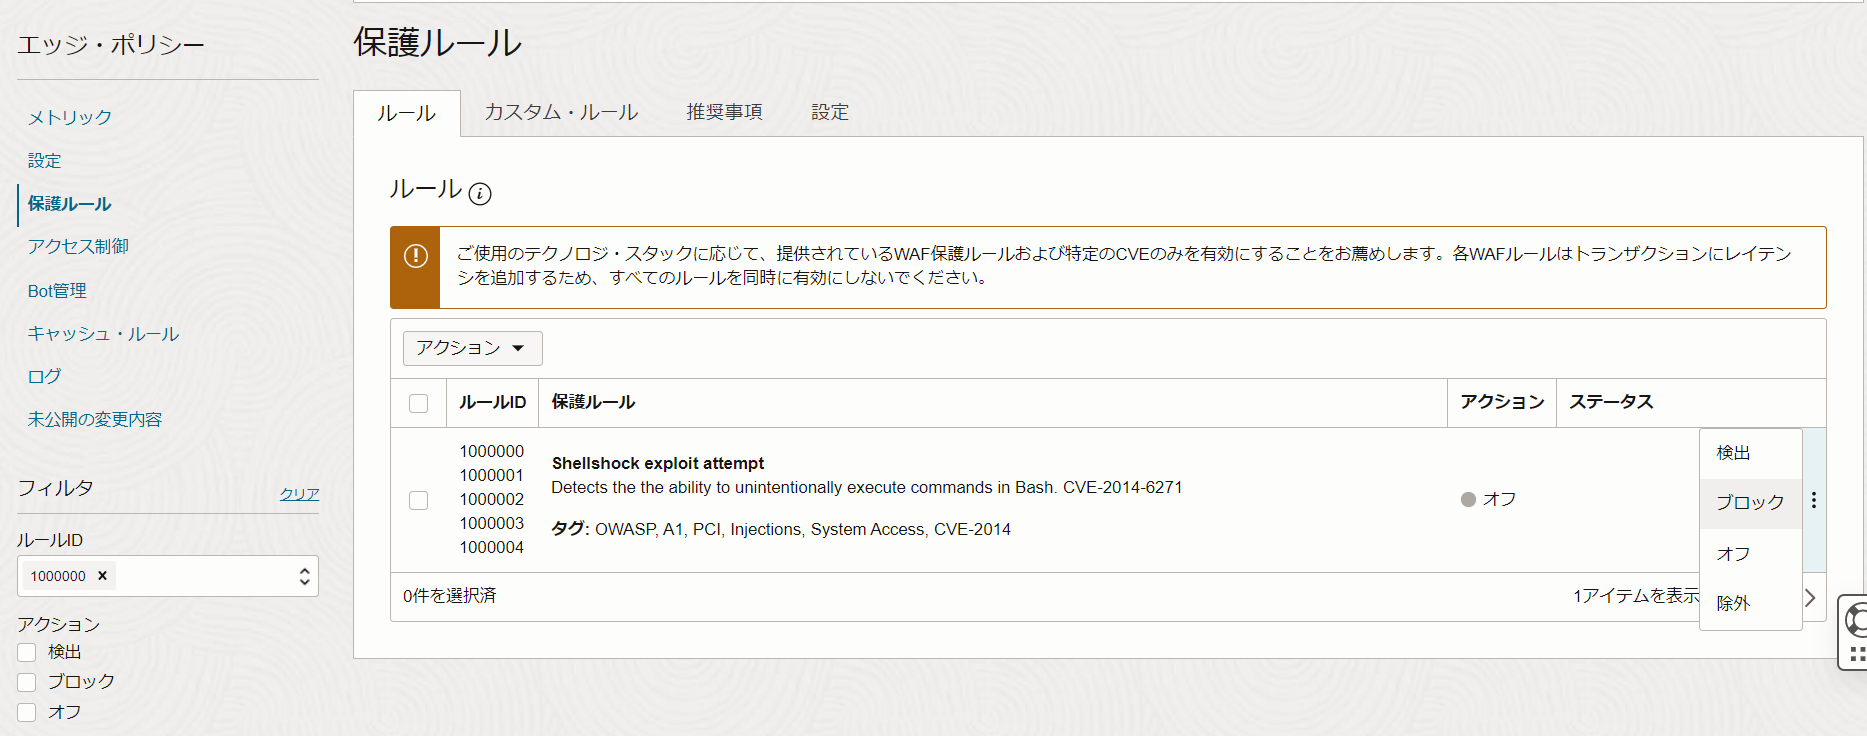 エッジ・ポリシー
メトリック
設定
保護ルール
アクセス制御
Bot管理
キャッシュ・ルール
ログ
未公開の変更内容
フィルタ
クリア
ルールID
1000000
アクション
検出
ブロック
オフ
保護ルール
ルール
カスタム・ルール
推奨事項
設定
ルール
ご使用のテクノロジ・スタックに応じて、提供されているWAF保護ルールおよび特定のCVEのみを有効にすることをお薦めします。各WAFルールはトランザクションにレイテン
シを追加するため、すべてのルールを同時に有効にしないでください。
アクション
ルールID 保護ルール アクション ステータス
1000000
1000001
1000002
1000003
1000004
Shellshock exploit attempt
Detects the the ability to unintentionally execute commands in Bash. CVE-2014-6271
タグ: OWASP, A1, PCI, Injections, System Access, CVE-2014
オフ
検出
ブロック
オフ
除外
0件を選択済
1アイテムを表示